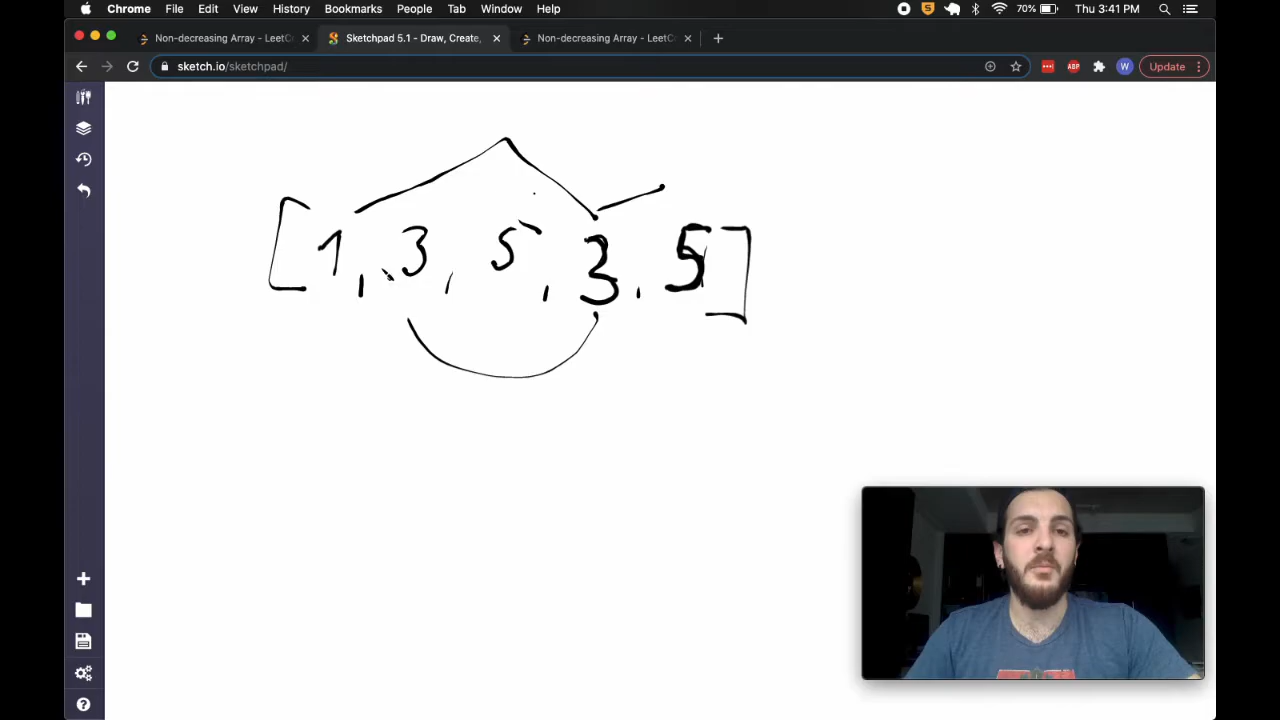 Chrome File Edit View History Bookmarks People Tab Window Help 70% Thu 3:41 PM
Non-decreasing Array - LeetC Sketchpad 5.1 - Draw, Create, Non-decreasing Array - LeetC
sketch.io/sketchpad/ ABP W Update
[1, 3, 5, 3, 5]